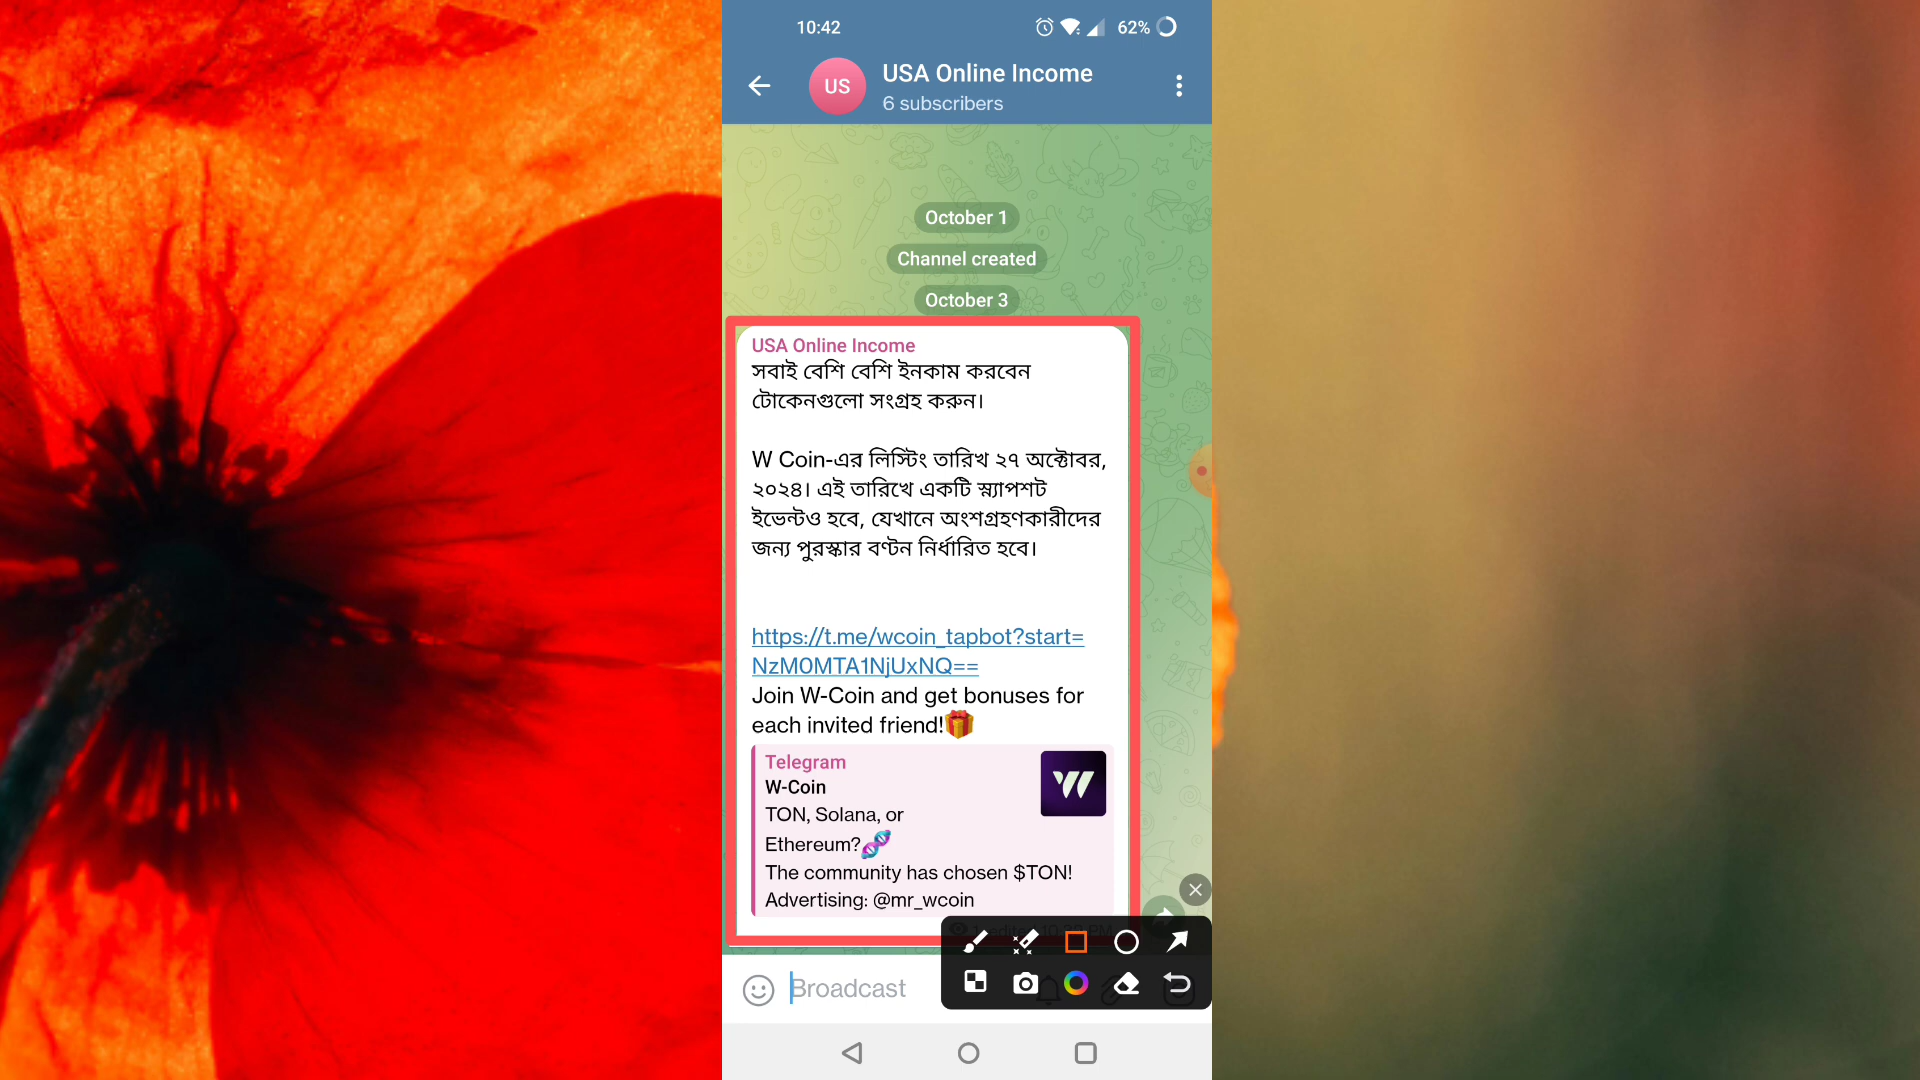 10:42
62%
US
USA Online Income
6 subscribers
October 1
Channel created
October 3
USA Online Income
সবাই বেশি বেশি ইনকাম করবেন
টোকেনগুলো সংগ্রহ করুন।
W Coin-এর লিস্টিং তারিখ ২৭ অক্টোবর,
২০২৪। এই তারিখে একটি স্ন্যাপশট
ইভেন্টও হবে, যেখানে অংশগ্রহণকারীদের
জন্য পুরস্কার বণ্টন নির্ধারিত হবে।
https://t.me/wcoin_tapbot?start=
NzM0MTA1NjUxNQ==
Join W-Coin and get bonuses for
each invited friend!🎁
Telegram
W-Coin
TON, Solana, or
Ethereum?🧬
The community has chosen $TON!
Advertising: @mr_wcoin
Broadcast